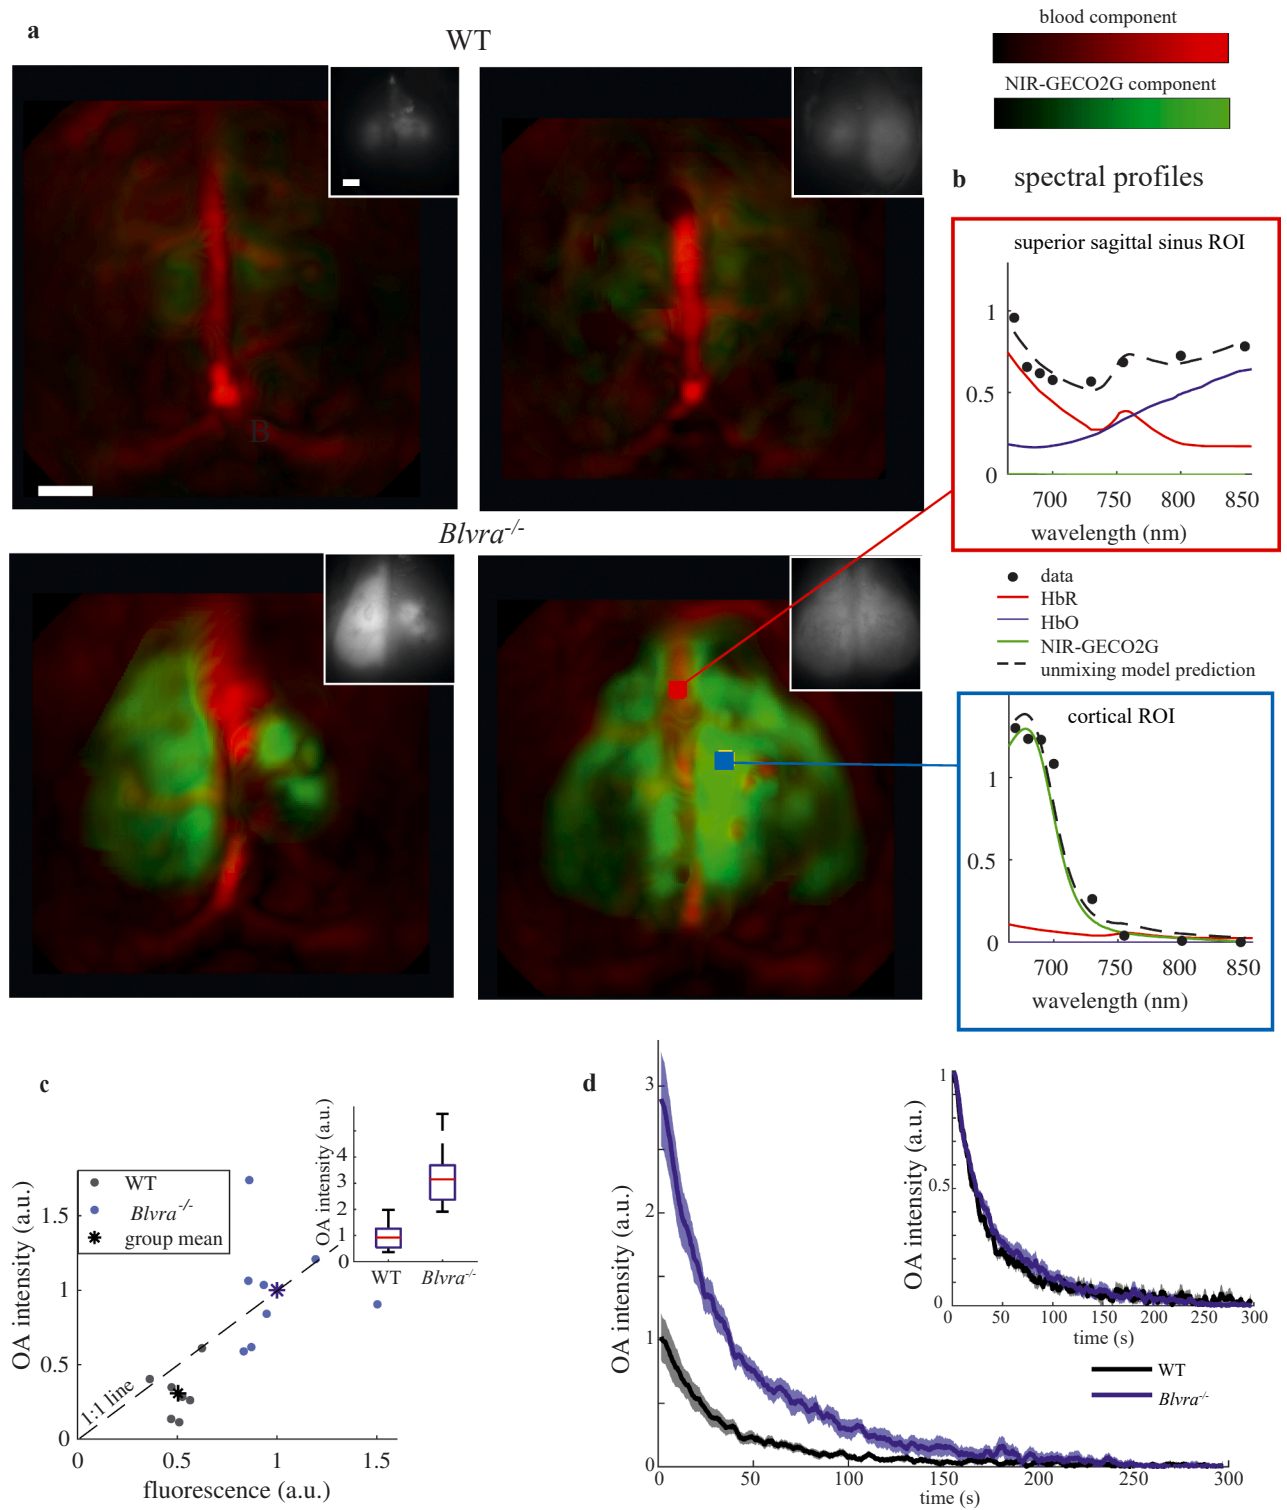 a
WT
blood component
NIR-GECO2G component
b spectral profiles
B
superior sagittal sinus ROI
1
0.5
0
700 750 800 850
wavelength (nm)
Blvra-/-
data
HbR
HbO
NIR-GECO2G
unmixing model prediction
cortical ROI
1
0.5
0
700 750 800 850
wavelength (nm)
c
OA intensity (a.u.)
1.5
1
0.5
0
0 0.5 1 1.5
fluorescence (a.u.)
WT
Blvra-/-
group mean
1:1 line
OA intensity (a.u.)
4
3
2
1
0
WT Blvra-/-
d
OA intensity (a.u.)
3
2
1
0
0 50 100 150 200 250 300
time (s)
OA intensity (a.u.)
1
0.5
0
0 50 100 150 200 250 300
time (s)
WT
Blvra-/-